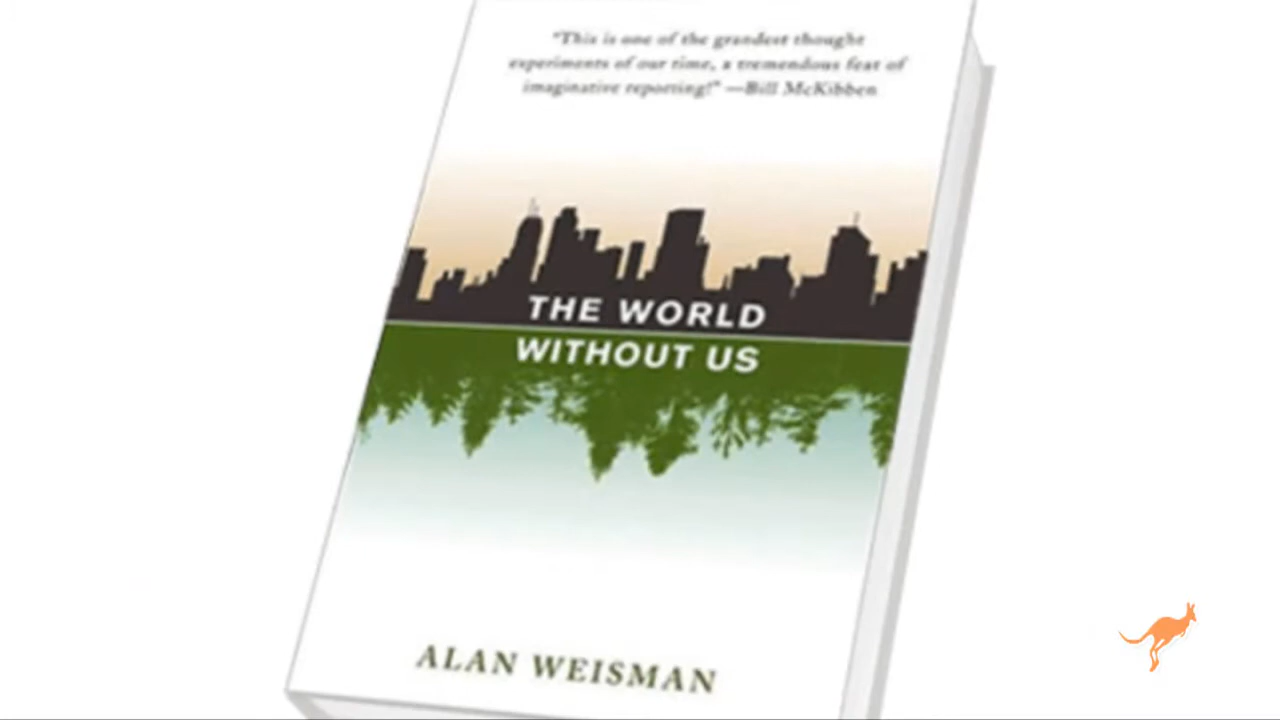 "This is one of the grandest thought
experiments of our time, a tremendous feat of
imaginative reporting!" —Bill McKibben
THE WORLD
WITHOUT US
ALAN WEISMAN